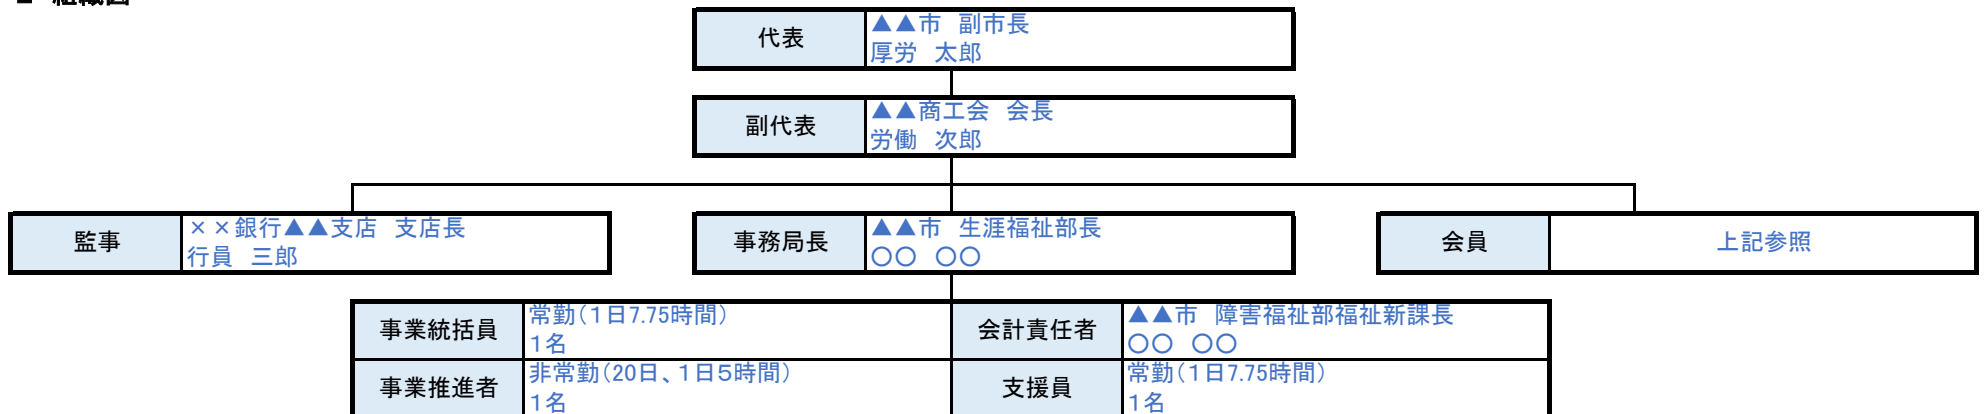 代表
▲▲市　副市長
厚労　太郎
副代表
▲▲商工会　会長
労働　次郎
監事
××銀行▲▲支店　支店長
行員　三郎
事務局長
▲▲市　生涯福祉部長
〇〇　〇〇
会員
上記参照
事業統括員
常勤（１日7.75時間）
１名
会計責任者
▲▲市　障害福祉部福祉新課長
〇〇　〇〇
事業推進者
非常勤（20日、１日５時間）
１名
支援員
常勤（１日7.75時間）
１名